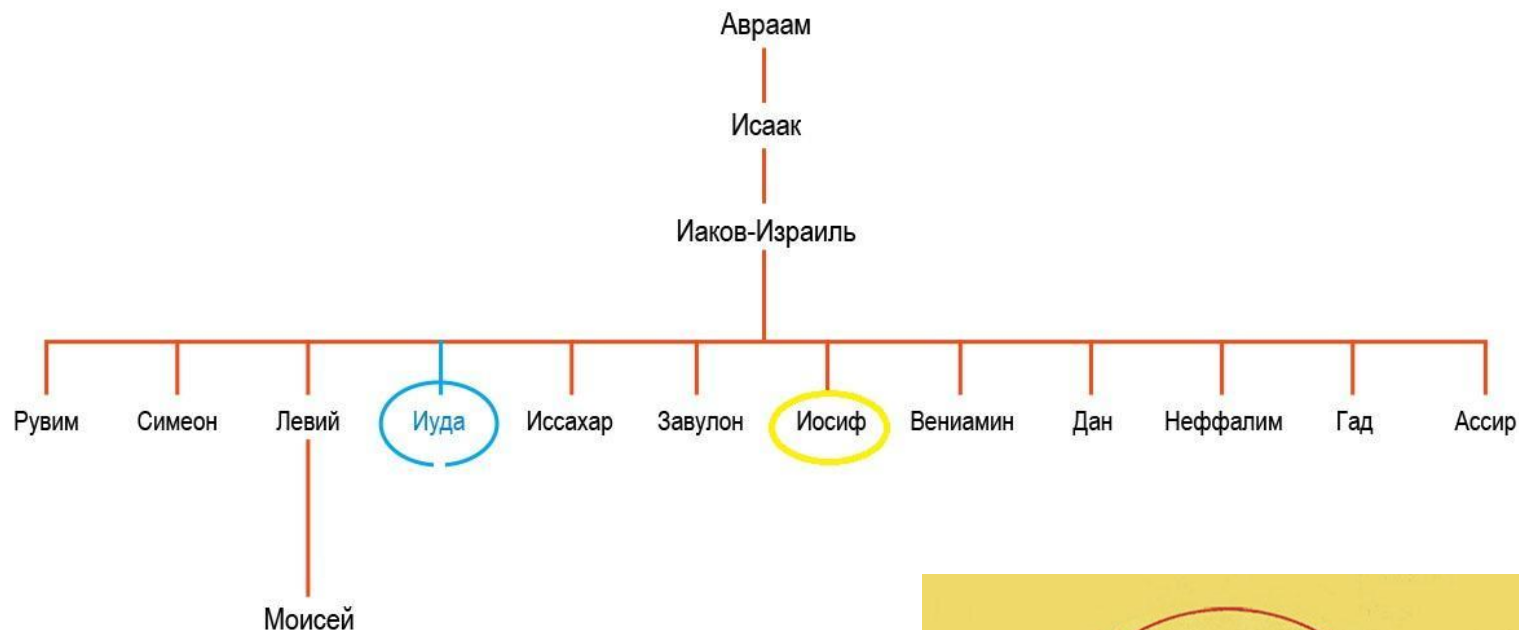 Авраам
Исаак
Иаков-Израиль
Рувим Симеон Левий Иуда Иссахар Завулон Иосиф Вениамин Дан Неффалим Гад Ассир
Моисей